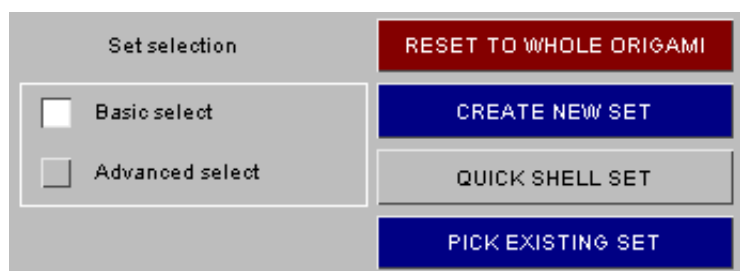 Set selection
RESET TO WHOLE ORIGAMI
Basic select
CREATE NEW SET
Advanced select
QUICK SHELL SET
PICK EXISTING SET